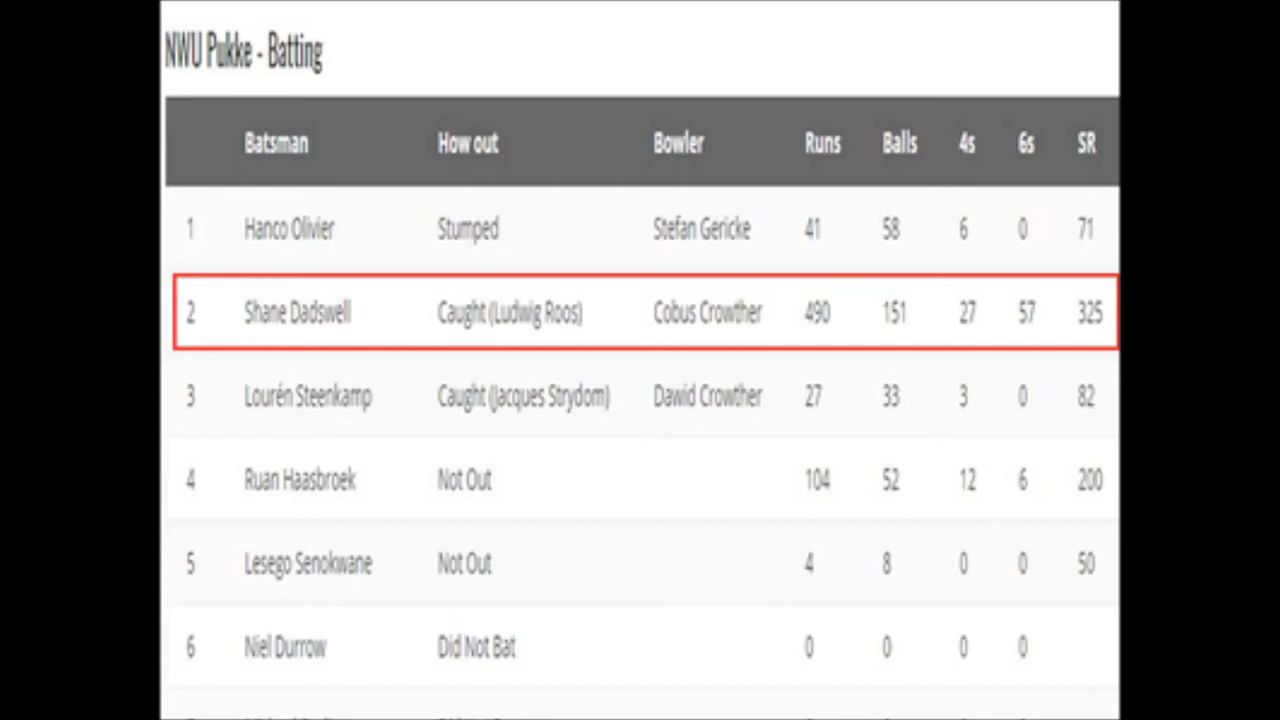 NWU Pukke - Batting
Batsman How out Bowler Runs Balls 4s 6s SR
1 Hanco Olivier Stumped Stefan Gericke 41 58 6 0 71
2 Shane Dadswell Caught (Ludwig Roos) Cobus Crowther 490 151 27 57 325
3 Lourén Steenkamp Caught (Jacques Strydom) Dawid Crowther 27 33 3 0 82
4 Ruan Haasbroek Not Out 104 52 12 6 200
5 Lesego Senokwane Not Out 4 8 0 0 50
6 Niel Durrow Did Not Bat 0 0 0 0